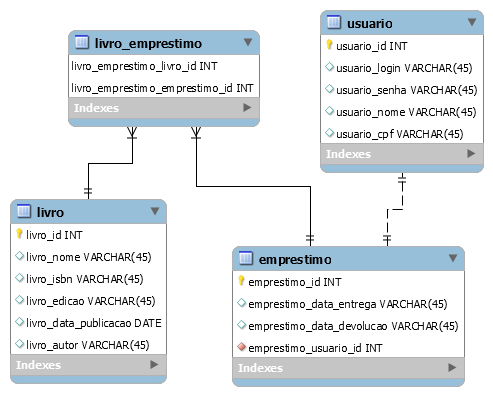 livro_emprestimo
livro_emprestimo_livro_id INT
livro_emprestimo_emprestimo_id INT
Indexes
usuario
usuario_id INT
usuario_login VARCHAR(45)
usuario_senha VARCHAR(45)
usuario_nome VARCHAR(45)
usuario_cpf VARCHAR(45)
Indexes
livro
livro_id INT
livro_nome VARCHAR(45)
livro_isbn VARCHAR(45)
livro_edicao VARCHAR(45)
livro_data_publicacao DATE
livro_autor VARCHAR(45)
Indexes
emprestimo
emprestimo_id INT
emprestimo_data_entrega VARCHAR(45)
emprestimo_data_devolucao VARCHAR(45)
emprestimo_usuario_id INT
Indexes